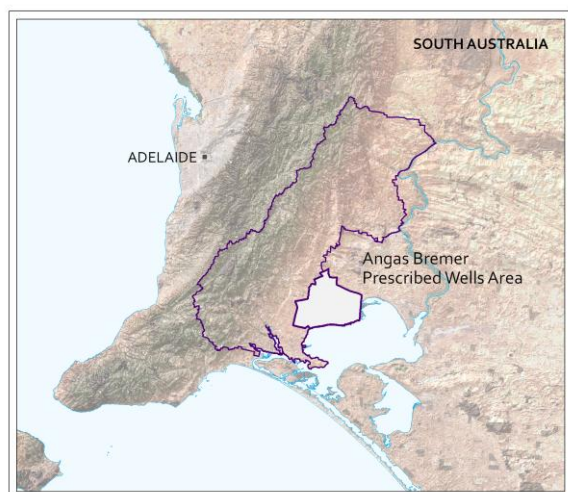 SOUTH AUSTRALIA
ADELAIDE
Angas Bremer
Prescribed Wells Area